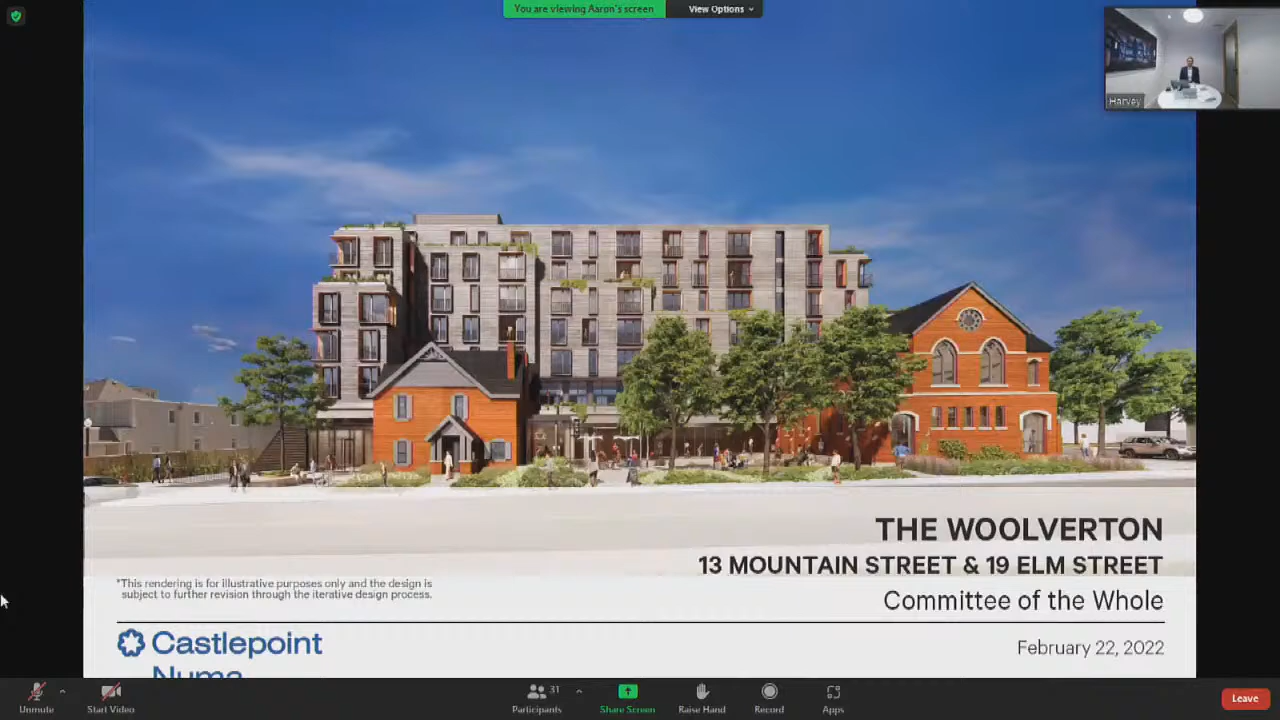 You are viewing Aaron's screen
View Options
Harvey
THE WOOLVERTON
13 MOUNTAIN STREET & 19 ELM STREET
Committee of the Whole
*This rendering is for illustrative purposes only and the design is
subject to further revision through the iterative design process.
February 22, 2022
Castlepoint
Numa
Unmute
Start Video
Participants
31
Share Screen
Raise Hand
Record
Apps
Leave